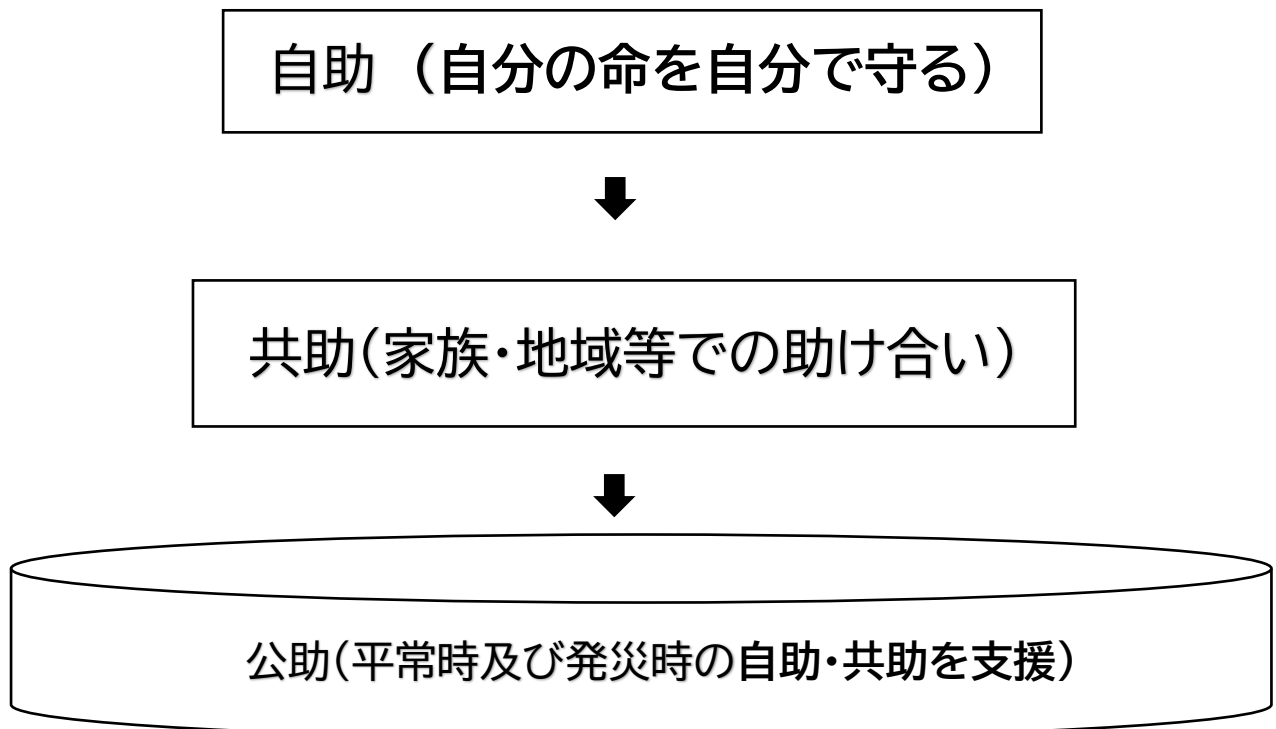 自助（自分の命を自分で守る）
共助(家族・地域等での助け合い)
公助(平常時及び発災時の自助・共助を支援)